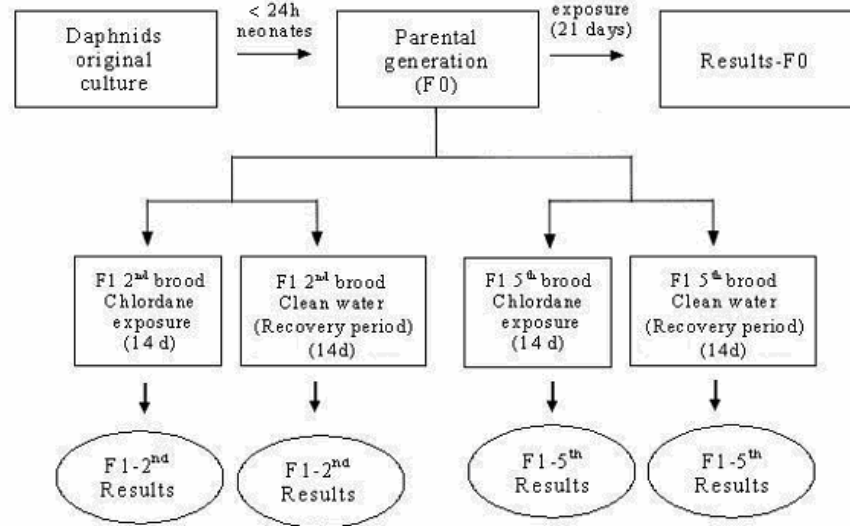 Daphnids
original
culture
< 24h
neonates
Parental
generation
(F0)
exposure
(21 days)
Results-F0
F1 2nd brood
Chlordane
exposure
(14 d)
F1 2nd brood
Clean water
(Recovery period)
(14d)
F1 5th brood
Chlordane
exposure
(14 d)
F1 5th brood
Clean water
(Recovery period)
(14d)
F1-2nd
Results
F1-2nd
Results
F1-5th
Results
F1-5th
Results